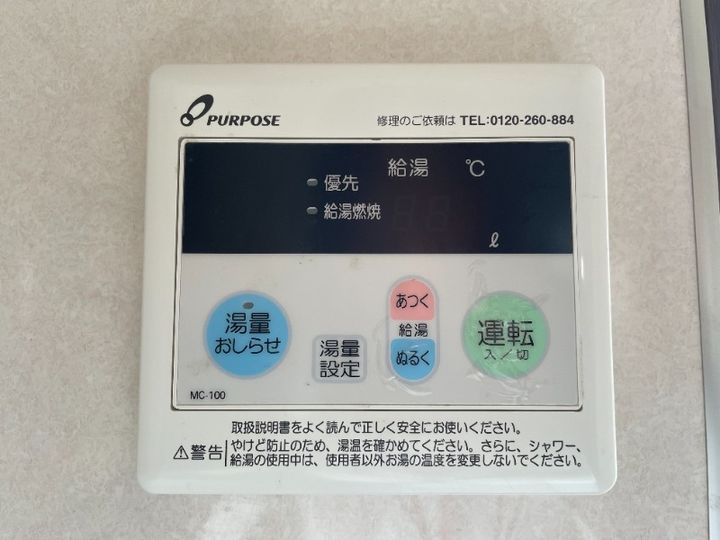 PURPOSE
修理のご依頼は TEL:0120-260-884
給湯 ℃
優先
給湯燃焼
ℓ
湯量
おしらせ
湯量
設定
あつく
給湯
ぬるく
運転
入/切
MC-100
取扱説明書をよく読んで正しく安全にお使いください。
⚠警告 やけど防止のため、湯温を確かめてください。さらに、シャワー、
給湯の使用中は、使用者以外お湯の温度を変更しないでください。